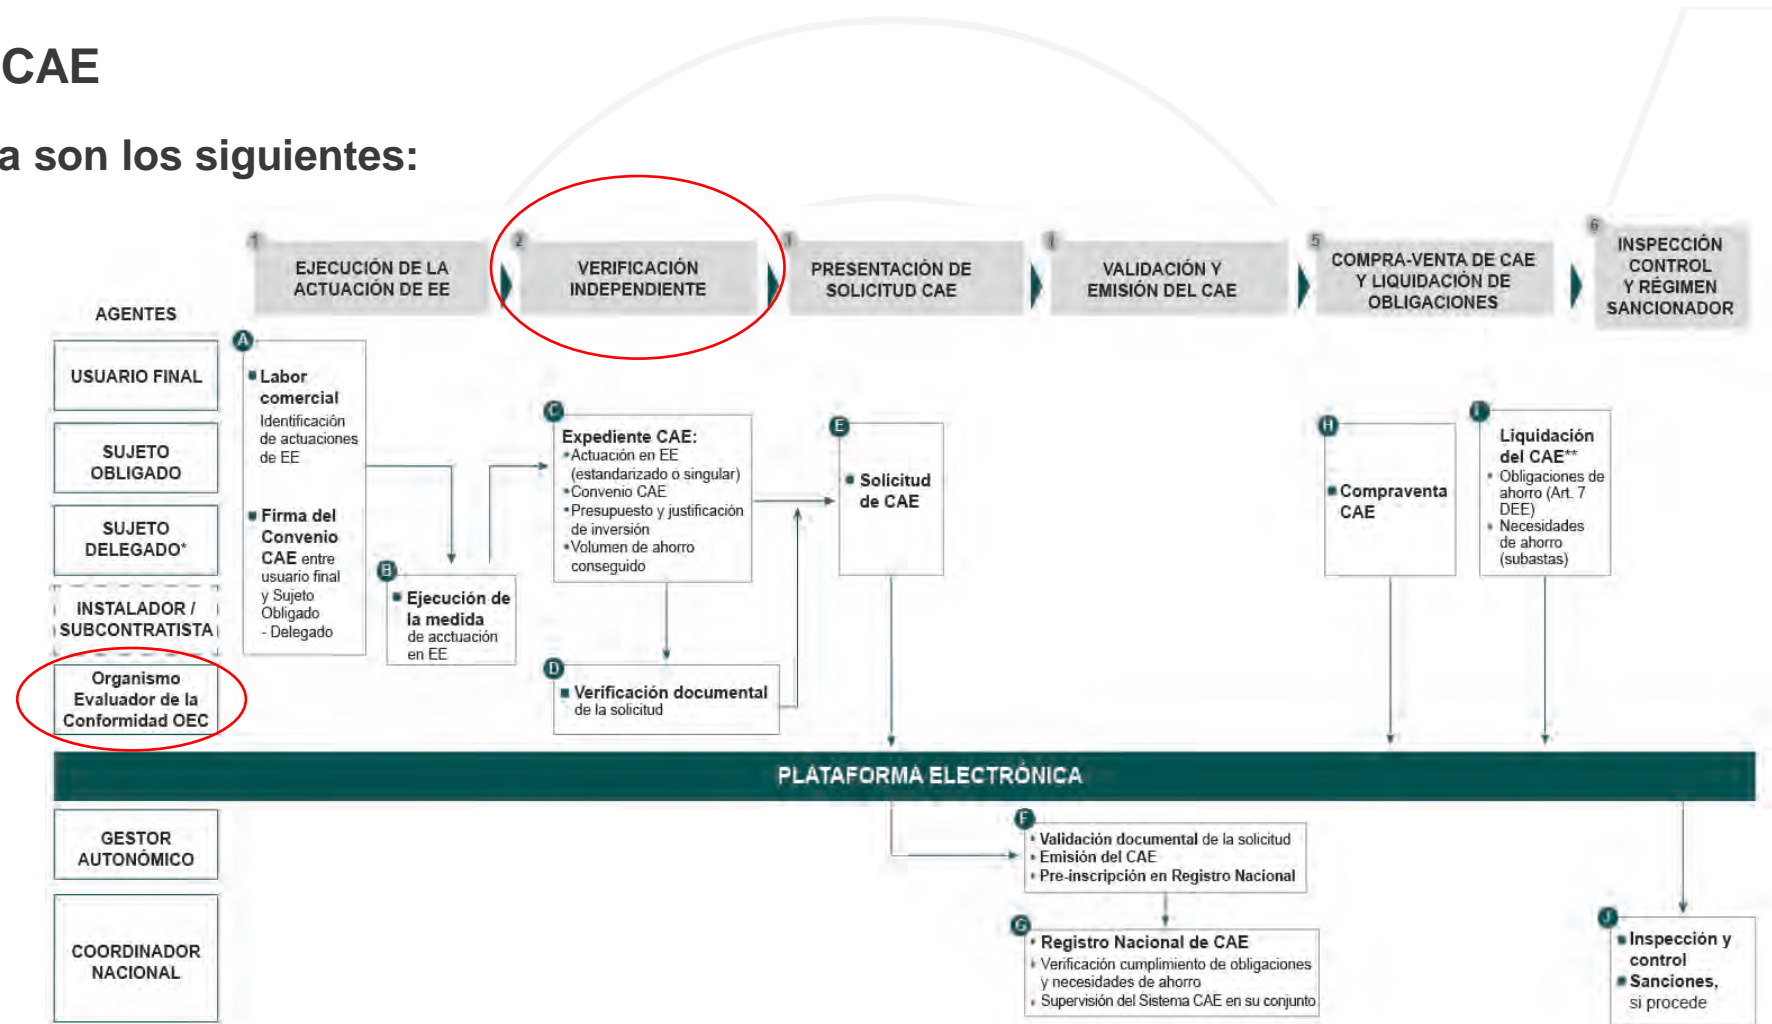 CAE
a son los siguientes:
1
EJECUCIÓN DE LA
ACTUACIÓN DE EE
2
VERIFICACIÓN
INDEPENDIENTE
PRESENTACIÓN DE
SOLICITUD CAE
VALIDACIÓN Y
EMISIÓN DEL CAE
5
COMPRA-VENTA DE CAE
Y LIQUIDACIÓN DE
OBLIGACIONES
6
INSPECCIÓN
CONTROL
Y RÉGIMEN
SANCIONADOR
AGENTES
USUARIO FINAL
SUJETO
OBLIGADO
SUJETO
DELEGADO*
INSTALADOR /
SUBCONTRATISTA
Organismo
Evaluador de la
Conformidad OEC
A
Labor
comercial
Identificación
de actuaciones
de EE
Firma del
Convenio
CAE entre
usuario final
y Sujeto
Obligado
- Delegado
B
Ejecución de
la medida
de acctuación
en EE
C
Expediente CAE:
Actuación en EE
(estandarizado o singular)
Convenio CAE
Presupuesto y justificación
de inversión
Volumen de ahorro
conseguido
D
Verificación documental
de la solicitud
E
Solicitud
de CAE
H
Compraventa
CAE
Liquidación
del CAE**
Obligaciones de
ahorro (Art. 7
DEE)
Necesidades
de ahorro
(subastas)
PLATAFORMA ELECTRÓNICA
GESTOR
AUTONÓMICO
COORDINADOR
NACIONAL
F
Validación documental de la solicitud
Emisión del CAE
Pre-inscripción en Registro Nacional
G
Registro Nacional de CAE
Verificación cumplimiento de obligaciones
y necesidades de ahorro
Supervisión del Sistema CAE en su conjunto
J
Inspección y
control
Sanciones,
si procede